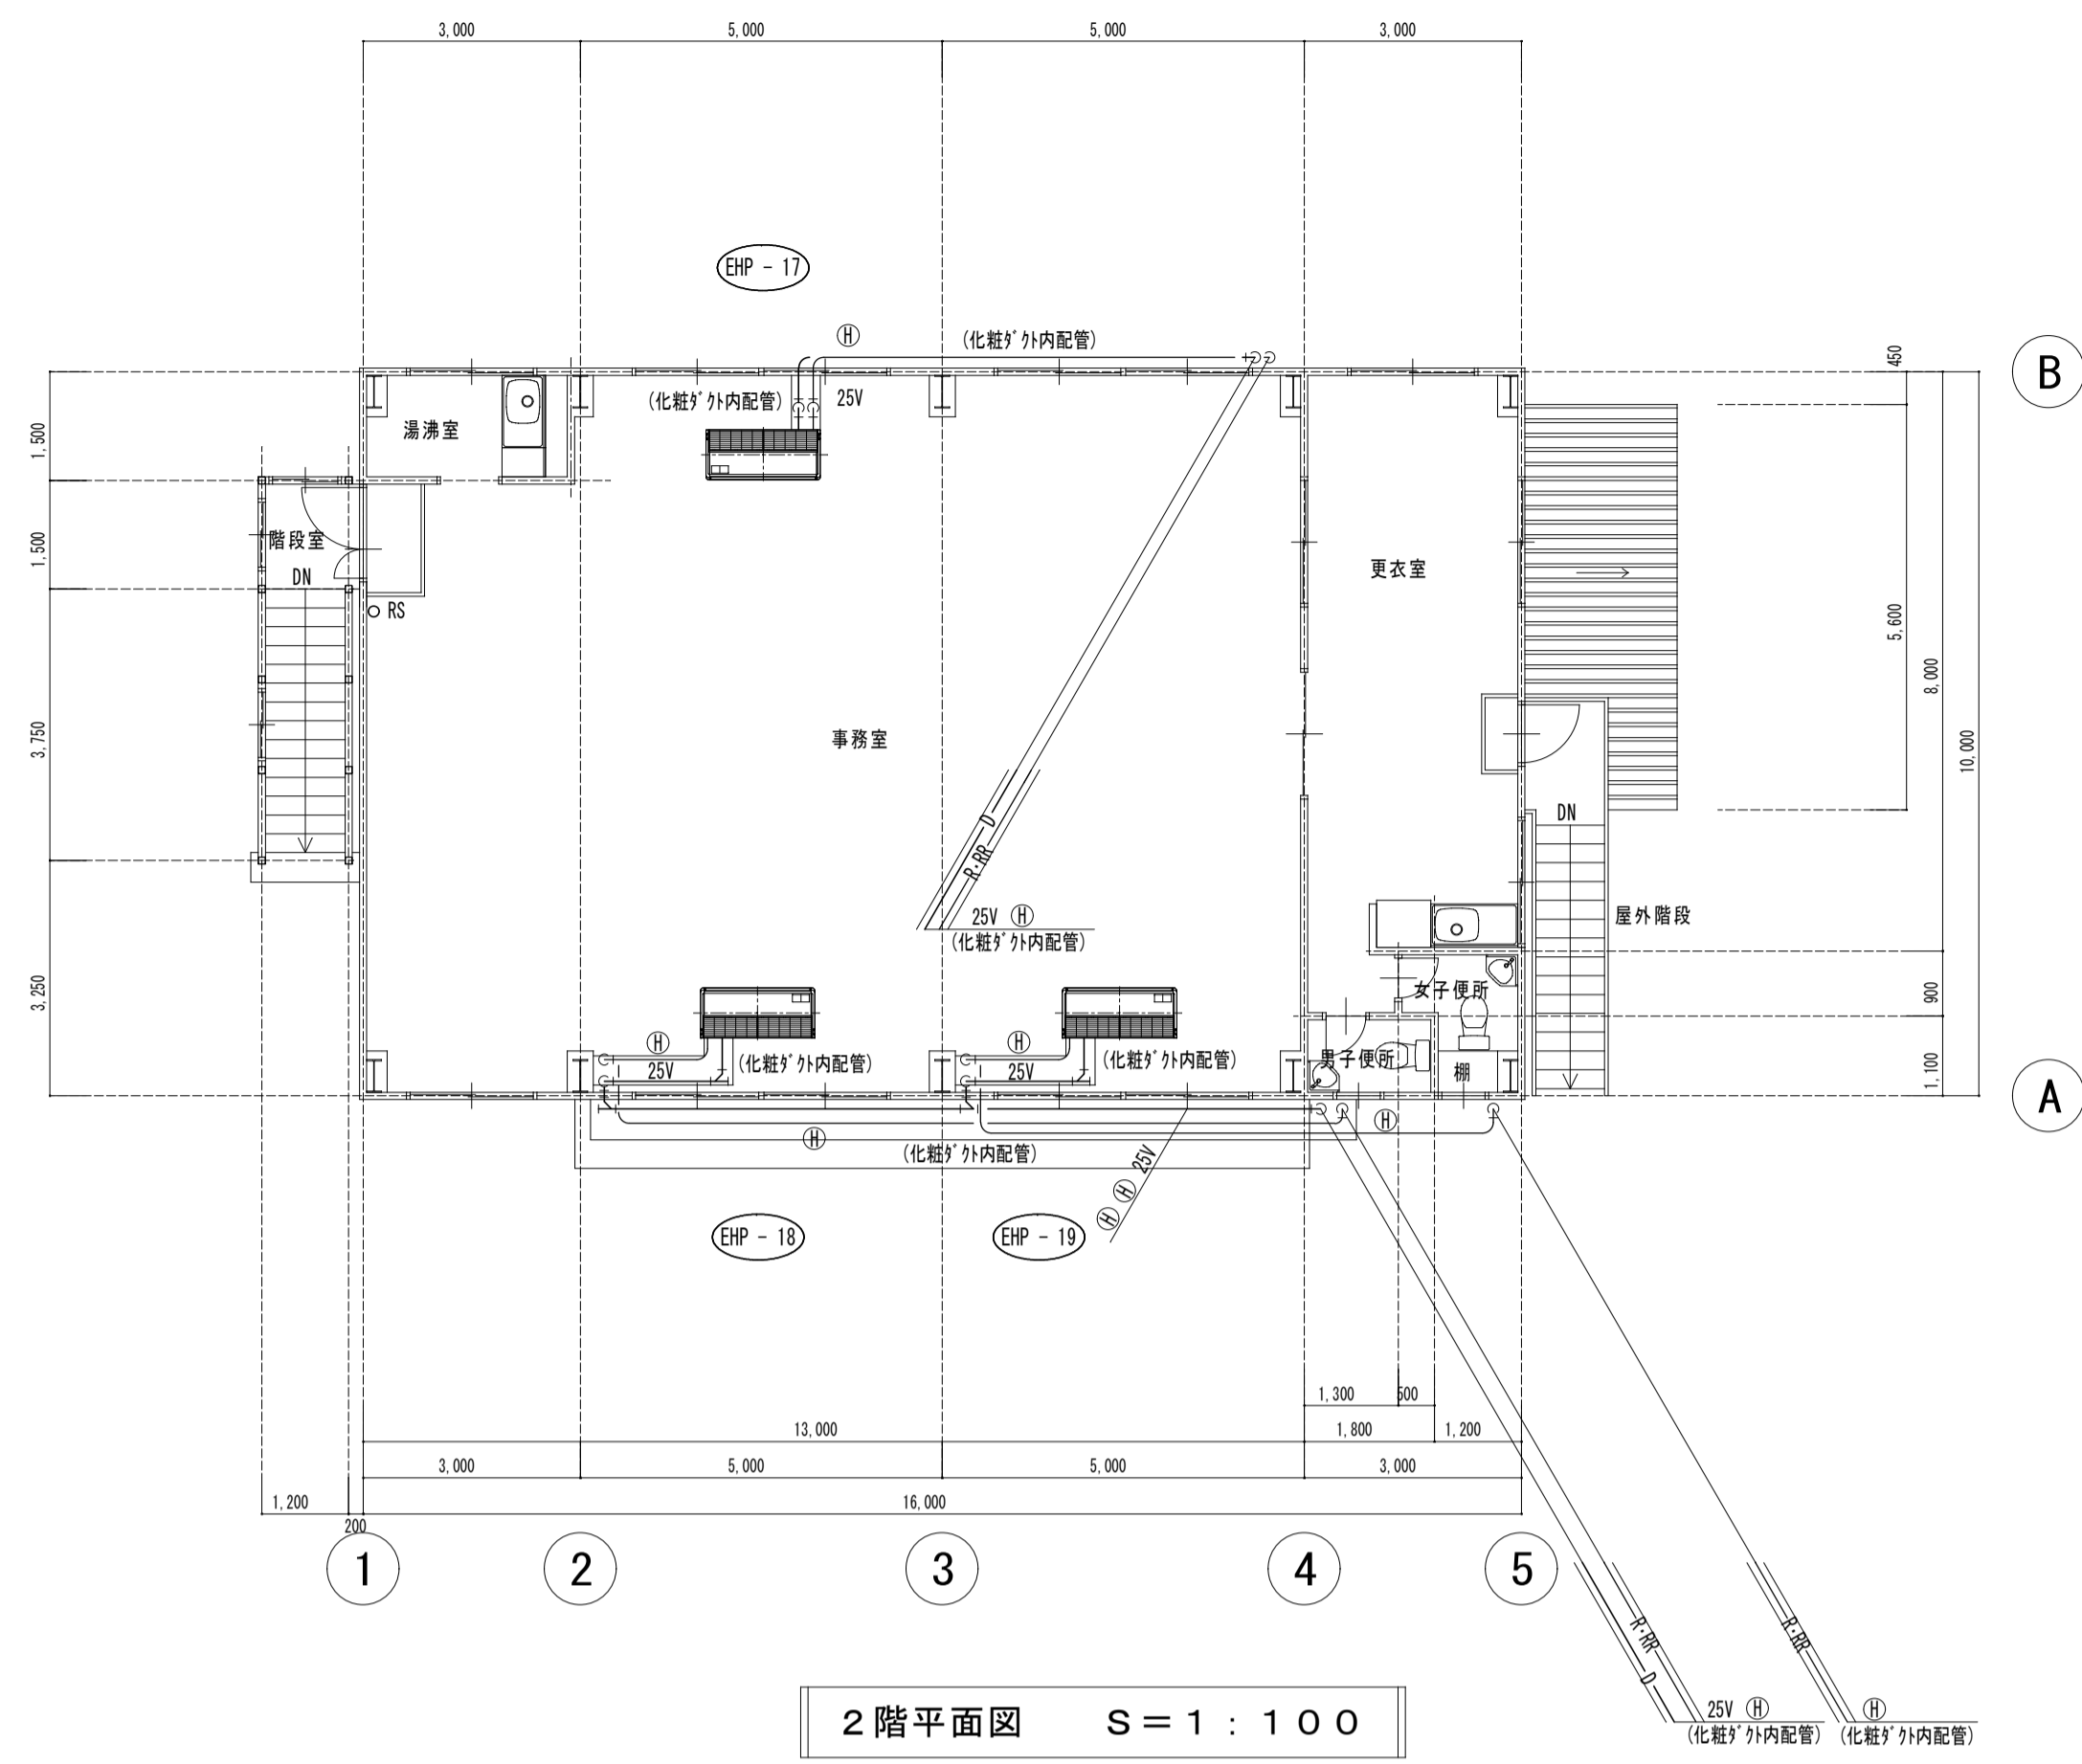 3,000 5,000 5,000 3,000
EHP - 17
Ⓗ (化粧ダクト内配管)
450
B
(化粧ダクト内配管) 25V
湯沸室
1,500
階段室
1,500
更衣室
DN
RS
5,600
8,000
3,750
事務室
10,000
DN
D
R・RR
25V Ⓗ
(化粧ダクト内配管)
屋外階段
3,250
女子便所
900
Ⓗ
25V
(化粧ダクト内配管)
Ⓗ
25V
(化粧ダクト内配管)
男子便所
棚
1,100
A
Ⓗ
Ⓗ
(化粧ダクト内配管)
Ⓗ Ⓗ 25V
EHP - 18
EHP - 19
1,300 500
13,000 1,800 1,200
3,000 5,000 5,000 3,000
1,200 200 16,000
1 2 3 4 5
R・RR
D
R・RR
25V Ⓗ
(化粧ダクト内配管)
Ⓗ
(化粧ダクト内配管)
2階平面図 S=1:100